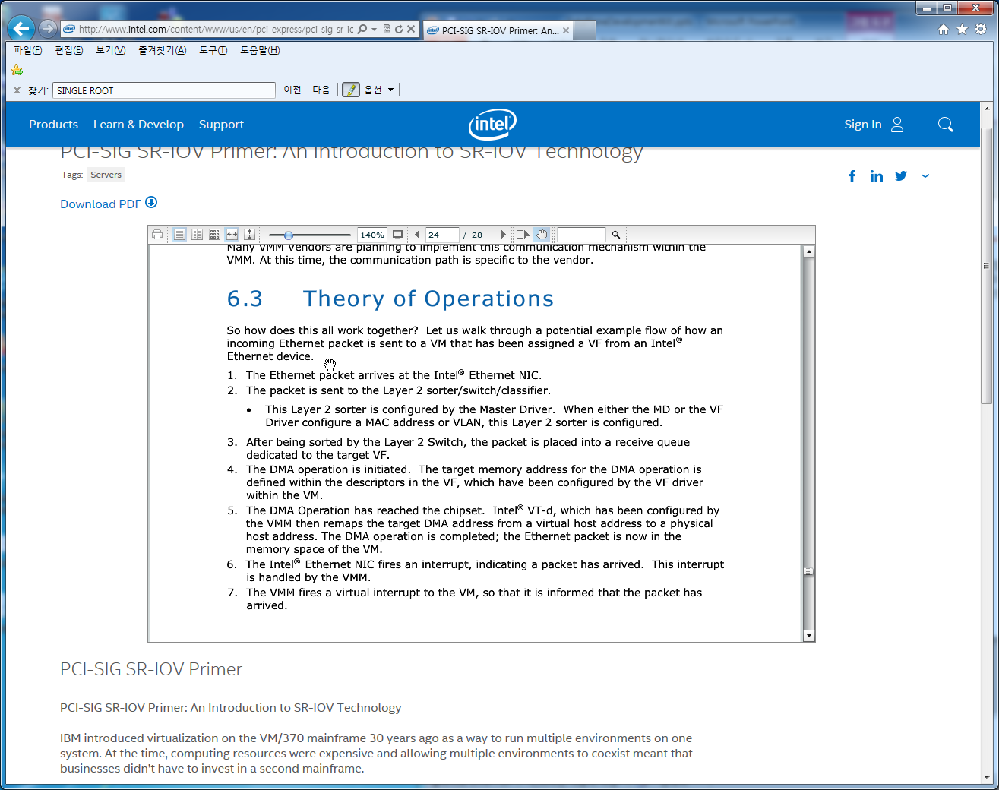 http://www.intel.com/content/www/us/en/pci-express/pci-sig-sr-ic
PCI-SIG SR-IOV Primer: An...
파일(F) 편집(E) 보기(V) 즐겨찾기(A) 도구(T) 도움말(H)
찾기: SINGLE ROOT 이전 다음 옵션
Products Learn & Develop Support
intel
Sign In
PCI-SIG SR-IOV Primer: An Introduction to SR-IOV Technology
Tags: Servers
Download PDF
140% 24 / 28
Many VMM Vendors are planning to implement this communication mechanism within the
VMM. At this time, the communication path is specific to the vendor.
6.3 Theory of Operations
So how does this all work together? Let us walk through a potential example flow of how an
incoming Ethernet packet is sent to a VM that has been assigned a VF from an Intel®
Ethernet device.
1. The Ethernet packet arrives at the Intel® Ethernet NIC.
2. The packet is sent to the Layer 2 sorter/switch/classifier.
• This Layer 2 sorter is configured by the Master Driver. When either the MD or the VF
Driver configure a MAC address or VLAN, this Layer 2 sorter is configured.
3. After being sorted by the Layer 2 Switch, the packet is placed into a receive queue
dedicated to the target VF.
4. The DMA operation is initiated. The target memory address for the DMA operation is
defined within the descriptors in the VF, which have been configured by the VF driver
within the VM.
5. The DMA Operation has reached the chipset. Intel® VT-d, which has been configured by
the VMM then remaps the target DMA address from a virtual host address to a physical
host address. The DMA operation is completed; the Ethernet packet is now in the
memory space of the VM.
6. The Intel® Ethernet NIC fires an interrupt, indicating a packet has arrived. This interrupt
is handled by the VMM.
7. The VMM fires a virtual interrupt to the VM, so that it is informed that the packet has
arrived.
PCI-SIG SR-IOV Primer
PCI-SIG SR-IOV Primer: An Introduction to SR-IOV Technology
IBM introduced virtualization on the VM/370 mainframe 30 years ago as a way to run multiple environments on one
system. At the time, computing resources were expensive and allowing multiple environments to coexist meant that
businesses didn't have to invest in a second mainframe.